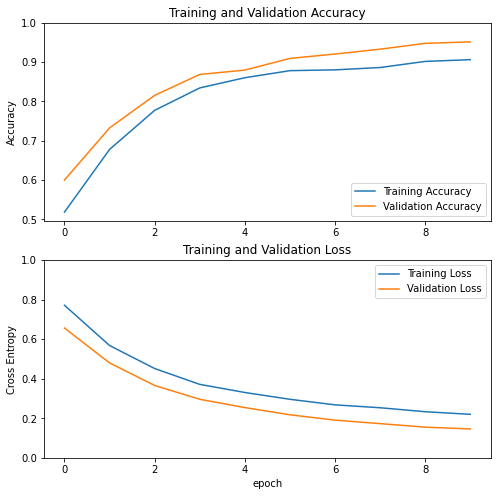 Training and Validation Accuracy
1.0
0.9
0.8
0.7
0.6
0.5
Accuracy
Training Accuracy
Validation Accuracy
0 2 4 6 8
Training and Validation Loss
1.0
0.8
0.6
0.4
0.2
0.0
Cross Entropy
Training Loss
Validation Loss
0 2 4 6 8
epoch